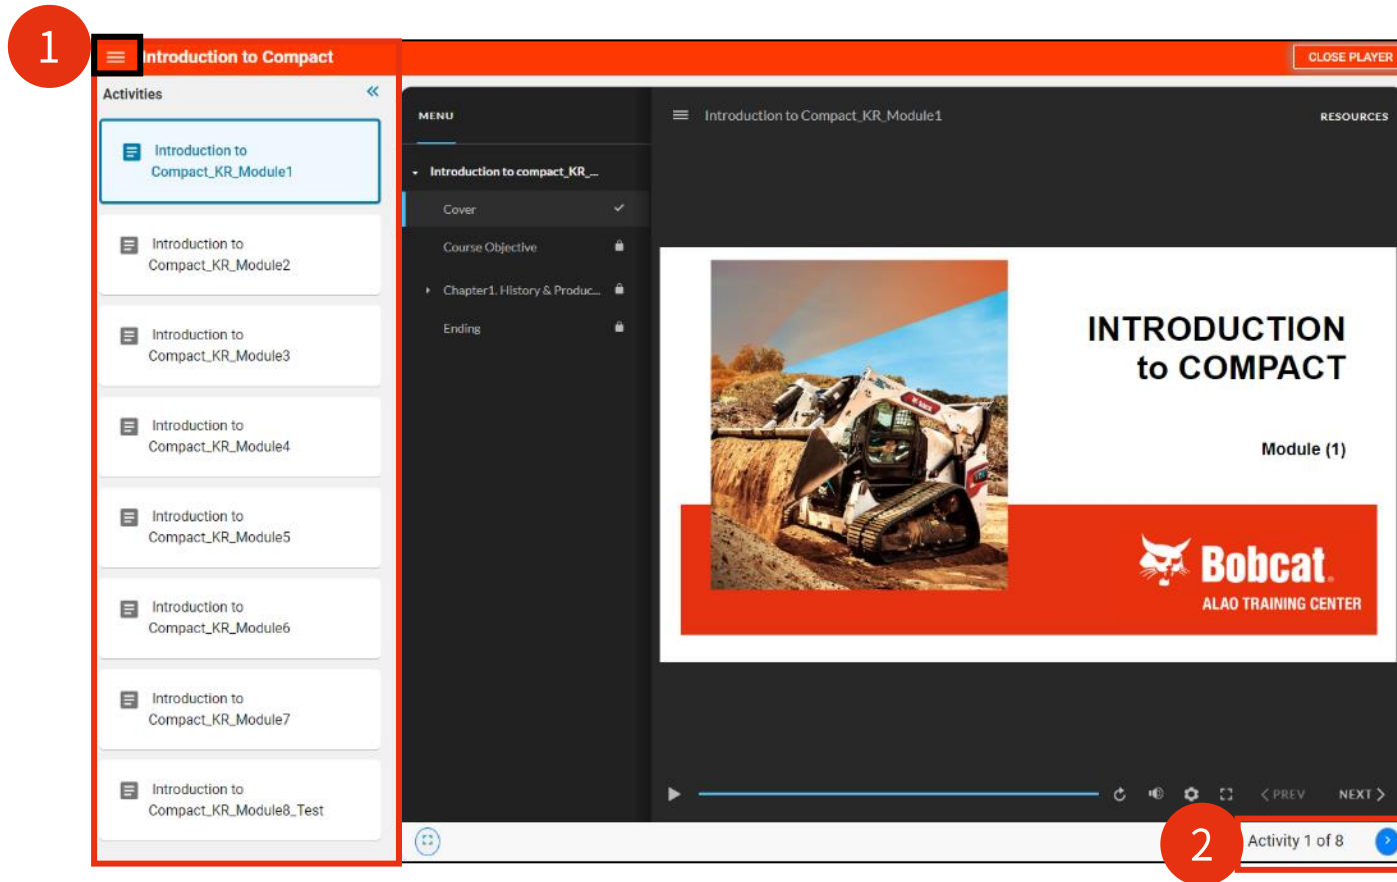 1
Introduction to Compact
CLOSE PLAYER
Activities
Introduction to
Compact_KR_Module1
Introduction to
Compact_KR_Module2
Introduction to
Compact_KR_Module3
Introduction to
Compact_KR_Module4
Introduction to
Compact_KR_Module5
Introduction to
Compact_KR_Module6
Introduction to
Compact_KR_Module7
Introduction to
Compact_KR_Module8_Test
MENU
Introduction to compact_KR_...
Cover
Course Objective
Chapter1. History & Produc...
Ending
Introduction to Compact_KR_Module1
RESOURCES
INTRODUCTION
to COMPACT
Module (1)
Bobcat
Bobcat®
ALAO TRAINING CENTER
< PREV
NEXT >
2
Activity 1 of 8